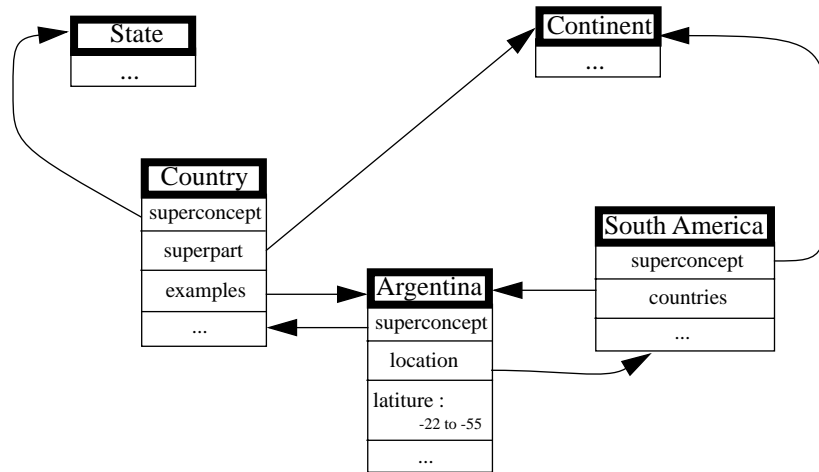 State
...
Continent
...
Country
superconcept
superpart
examples
...
South America
superconcept
countries
...
Argentina
superconcept
location
latiture :
-22 to -55
...